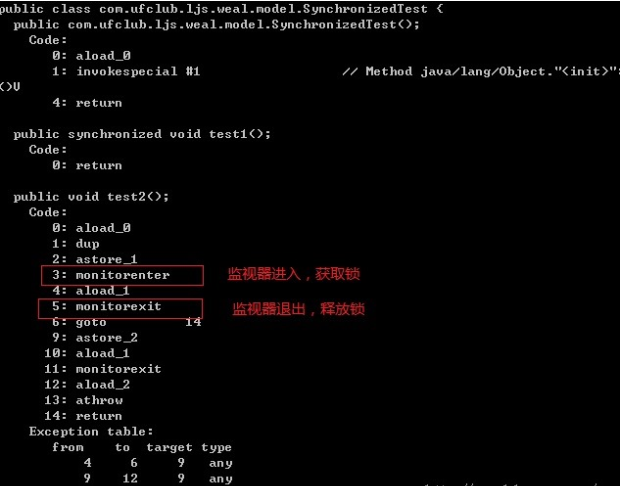 public class com.ufclub.ljs.weal.model.SynchronizedTest {
  public com.ufclub.ljs.weal.model.SynchronizedTest();
    Code:
       0: aload_0
       1: invokespecial #1                  // Method java/lang/Object."<init>":
()V
       4: return

  public synchronized void test1();
    Code:
       0: return

  public void test2();
    Code:
       0: aload_0
       1: dup
       2: astore_1
       3: monitorenter 监视器进入，获取锁
       4: aload_1
       5: monitorexit 监视器退出，释放锁
       6: goto          14
       9: astore_2
      10: aload_1
      11: monitorexit
      12: aload_2
      13: athrow
      14: return
    Exception table:
       from    to  target type
           4     6     9   any
           9    12     9   any